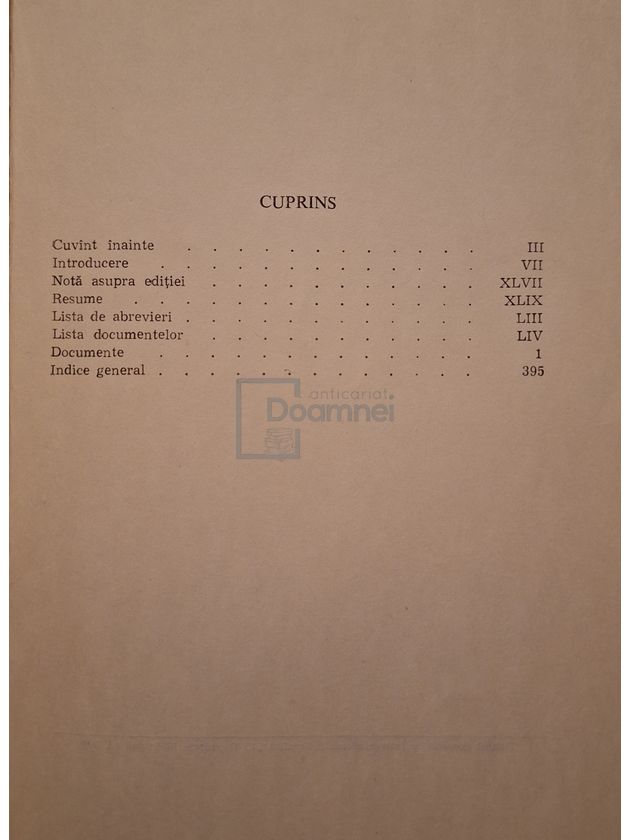 CUPRINS
Cuvînt înainte . . . . . . . . . . . . III
Introducere . . . . . . . . . . . . . VII
Notă asupra ediției . . . . . . . . . . . XLVII
Resume . . . . . . . . . . . . . . XLIX
Lista de abrevieri . . . . . . . . . . . . LIII
Lista documentelor . . . . . . . . . . . LIV
Documente . . . . . . . . . . . . . 1
Indice general . . . . . . . . . . . . . 395
anticariat
Doamnei